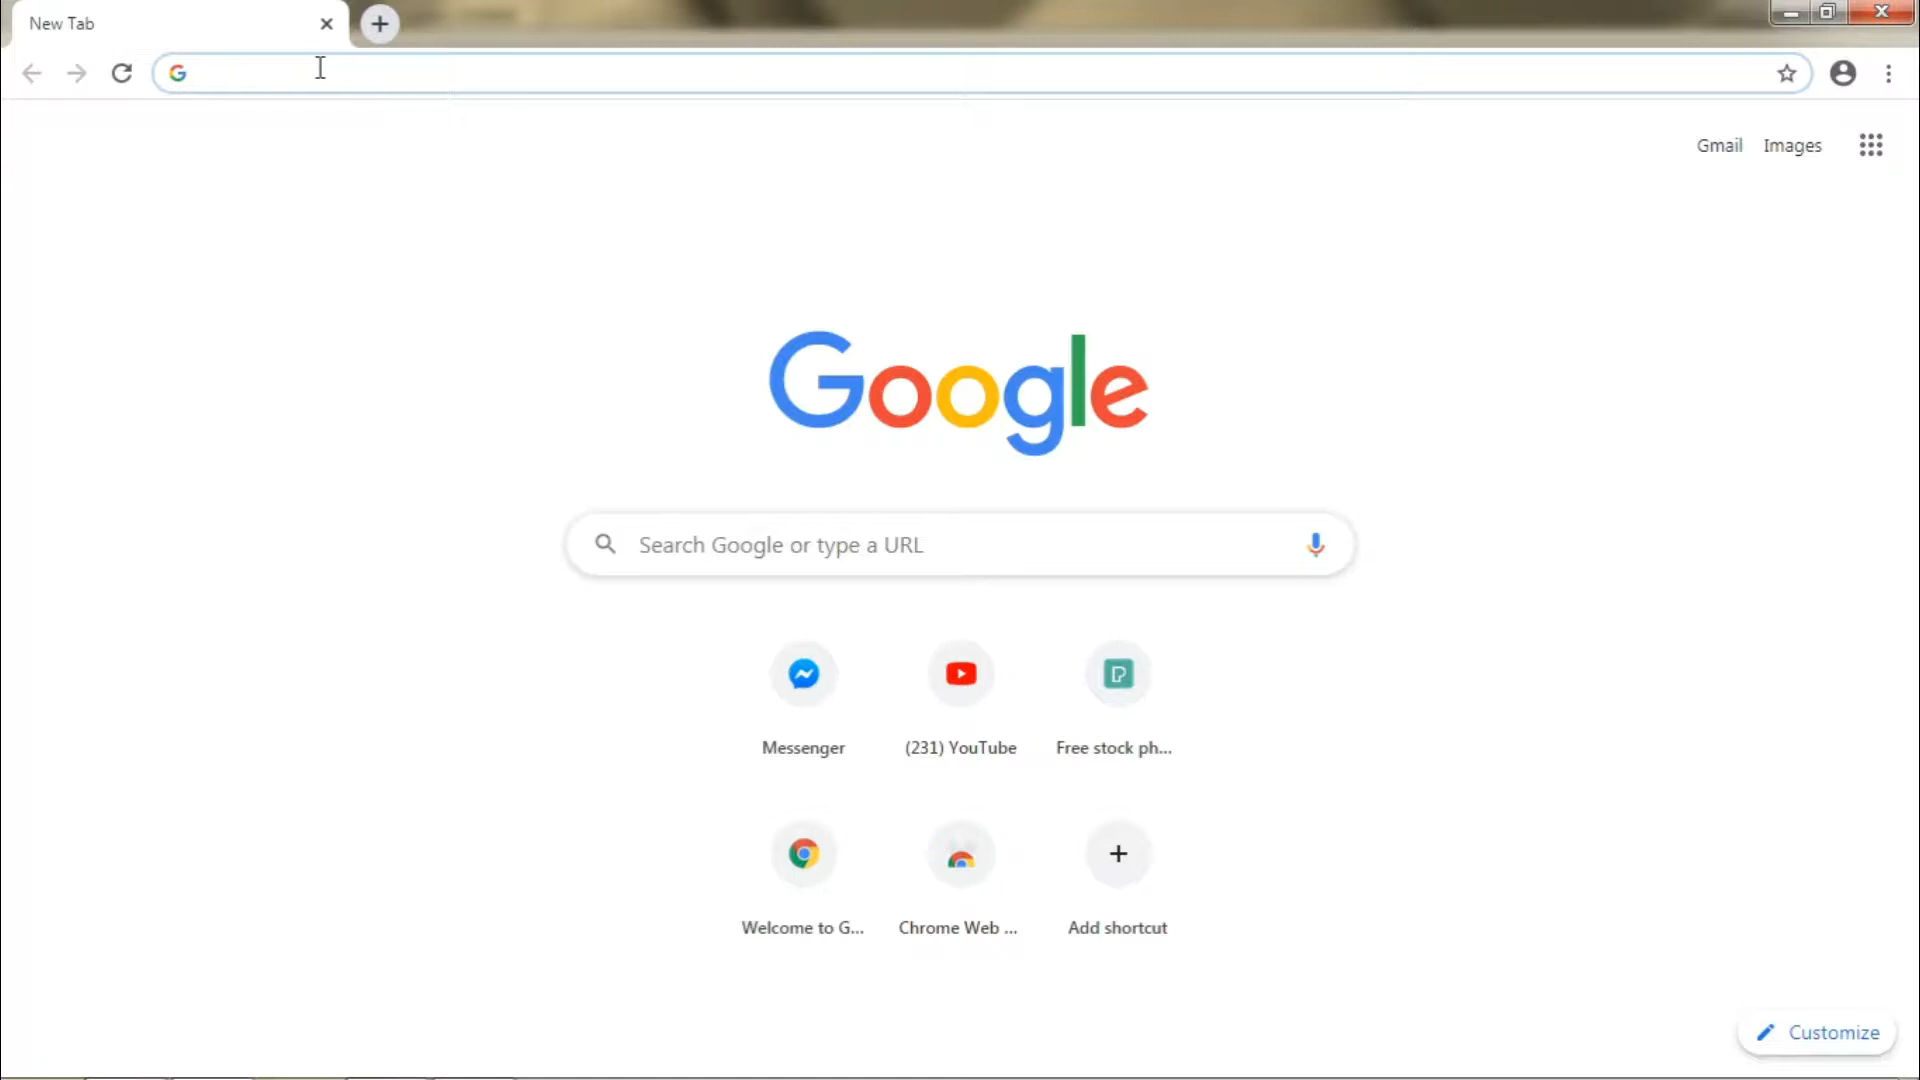 New Tab
Gmail Images
Google
Search Google or type a URL
Messenger (231) YouTube Free stock ph...
Welcome to G... Chrome Web ... Add shortcut
Customize